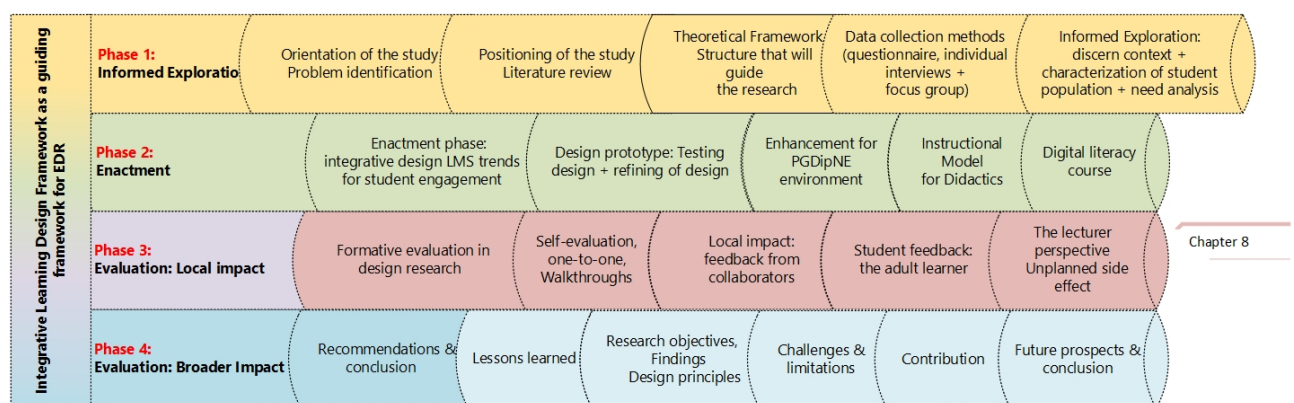 Integrative Learning Design Framework as a guiding
framework for EDR
Phase 1:
Informed Exploratio
Orientation of the study
Problem identification
Positioning of the study
Literature review
Theoretical Framework
Structure that will
guide
the research
Data collection methods
(questionnaire, individual
interviews +
focus group)
Informed Exploration:
discern context +
characterization of student
population + need analysis
Phase 2:
Enactment
Enactment phase:
integrative design LMS trends
for student engagement
Design prototype: Testing
design + refining of design
Enhancement for
PGDipNE
environment
Instructional
Model
for Didactics
Digital literacy
course
Phase 3:
Evaluation: Local impact
Formative evaluation in
design research
Self-evaluation,
one-to-one,
Walkthroughs
Local impact:
feedback from
collaborators
Student feedback:
the adult learner
The lecturer
perspective
Unplanned side
effect
Chapter 8
Phase 4:
Evaluation: Broader Impact
Recommendations &
conclusion
Lessons learned
Research objectives,
Findings
Design principles
Challenges &
limitations
Contribution
Future prospects &
conclusion